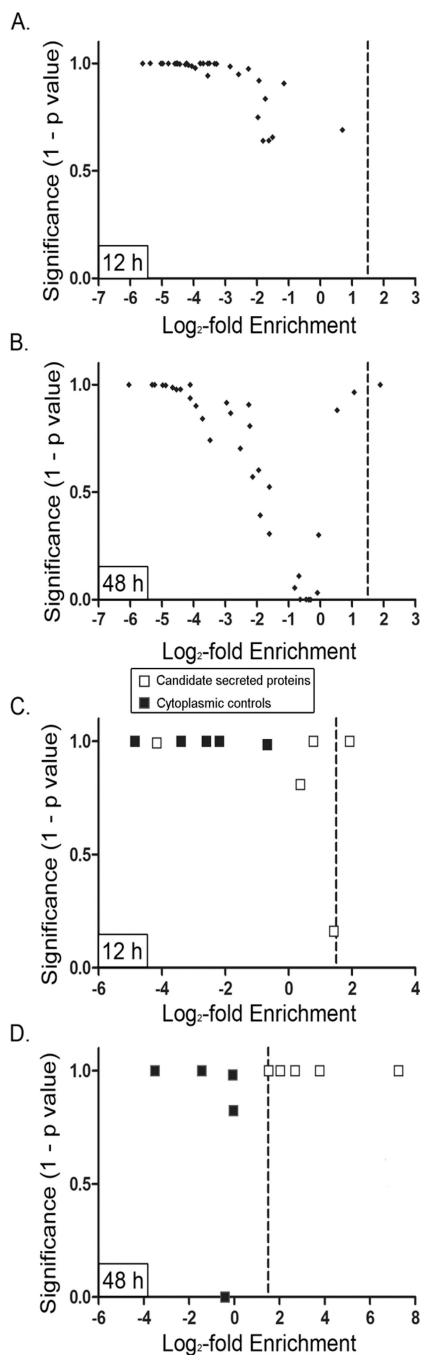 A.
Significance (1 - p value)
1.0
0.5
0.0
12 h
-7 -6 -5 -4 -3 -2 -1 0 1 2 3
Log₂-fold Enrichment
B.
Significance (1 - p value)
1.0
0.5
0.0
48 h
-7 -6 -5 -4 -3 -2 -1 0 1 2 3
Log₂-fold Enrichment
Candidate secreted proteins
Cytoplasmic controls
C.
Significance (1 - p value)
1.0
0.5
0.0
12 h
-6 -4 -2 0 2 4
Log₂-fold Enrichment
D.
Significance (1 - p value)
1.0
0.5
0.0
48 h
-6 -4 -2 0 2 4 6 8
Log₂-fold Enrichment